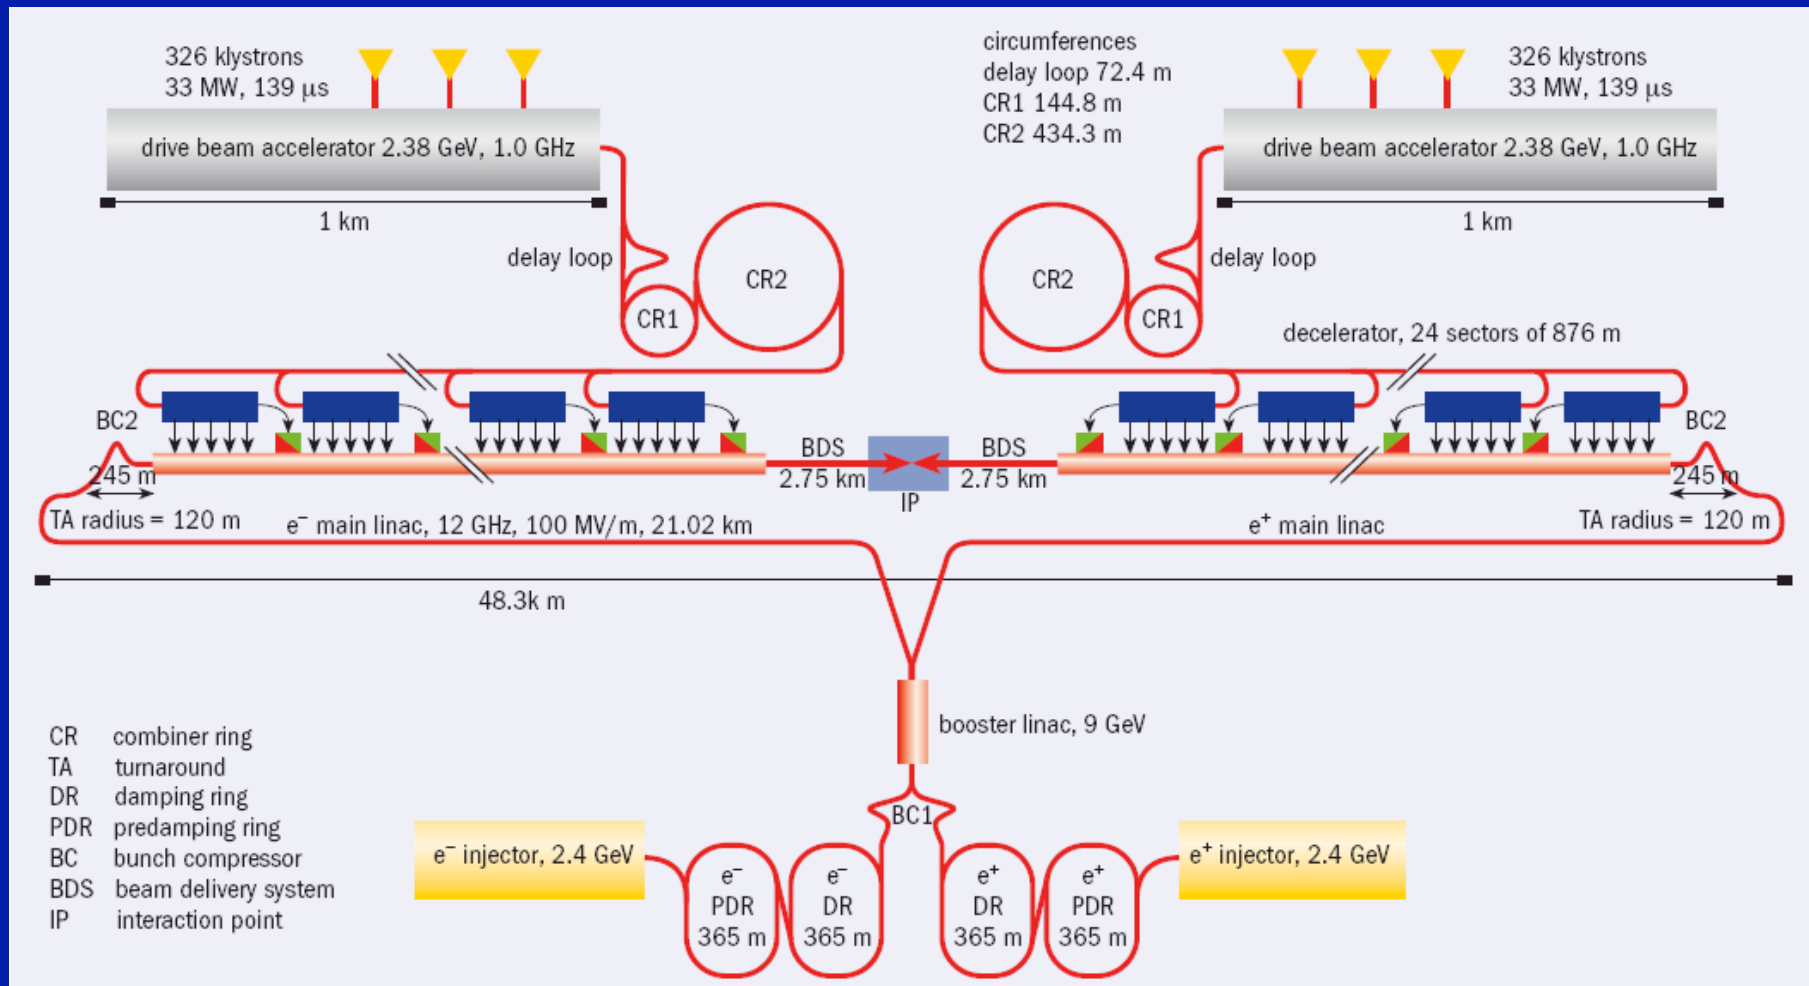 326 klystrons
33 MW, 139 μs
circumferences
delay loop 72.4 m
CR1 144.8 m
CR2 434.3 m
326 klystrons
33 MW, 139 μs
drive beam accelerator 2.38 GeV, 1.0 GHz
drive beam accelerator 2.38 GeV, 1.0 GHz
1 km
1 km
delay loop
CR2
CR1
CR2
CR1
delay loop
decelerator, 24 sectors of 876 m
BC2
BC2
BDS
2.75 km
BDS
2.75 km
IP
245 m
245 m
TA radius = 120 m
e⁻ main linac, 12 GHz, 100 MV/m, 21.02 km
e⁺ main linac
TA radius = 120 m
48.3k m
booster linac, 9 GeV
BC1
CR combiner ring
TA turnaround
DR damping ring
PDR predamping ring
BC bunch compressor
BDS beam delivery system
IP interaction point
e⁻ injector, 2.4 GeV
e⁻
PDR
365 m
e⁻
DR
365 m
e⁺
DR
365 m
e⁺
PDR
365 m
e⁺ injector, 2.4 GeV